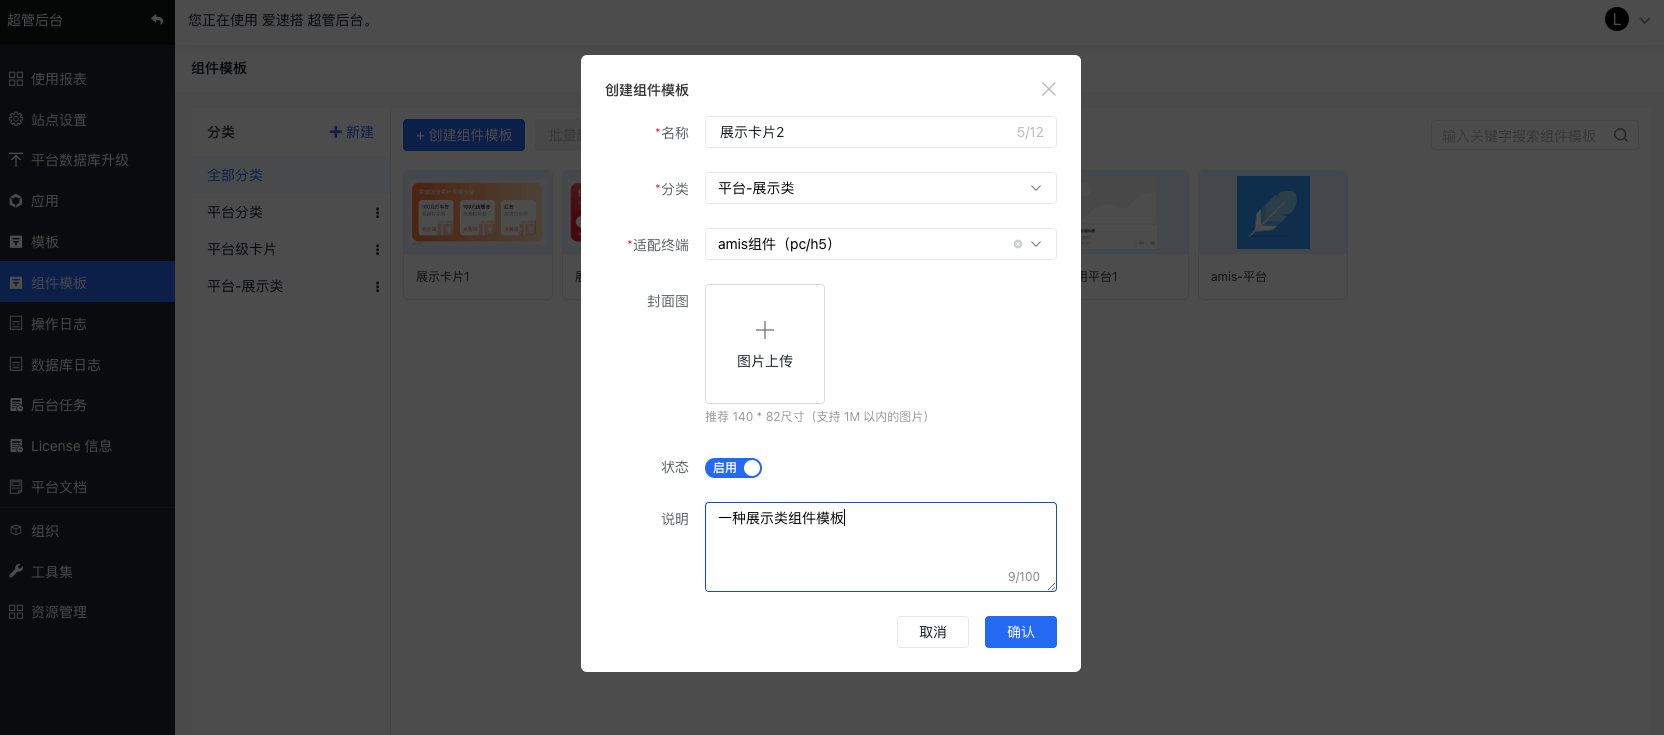 超管后台
您正在使用 爱速搭 超管后台。
L
组件模板
使用报表
站点设置
平台数据库升级
应用
模板
组件模板
操作日志
数据库日志
后台任务
License 信息
平台文档
组织
工具集
资源管理
分类
新建
全部分类
平台分类
平台级卡片
平台-展示类
+ 创建组件模板
批量
输入关键字搜索组件模板
展示卡片1
用平台1
amis-平台
创建组件模板
*名称
展示卡片2
5/12
*分类
平台-展示类
*适配终端
amis组件（pc/h5）
封面图
图片上传
推荐 140 * 82尺寸（支持 1M 以内的图片）
状态
启用
说明
一种展示类组件模板
9/100
取消
确认